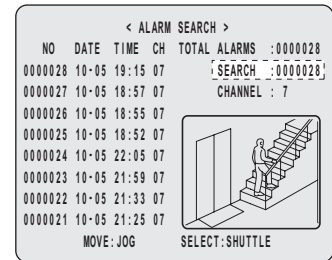 < ALARM SEARCH >
NO DATE TIME CH TOTAL ALARMS :0000028
0000028 10-05 19:15 07 SEARCH :0000028
0000027 10-05 18:57 07 CHANNEL : 7
0000026 10-05 18:55 07
0000025 10-05 18:52 07
0000024 10-05 22:05 07
0000023 10-05 21:59 07
0000022 10-05 21:33 07
0000021 10-05 21:25 07
MOVE:JOG SELECT:SHUTTLE